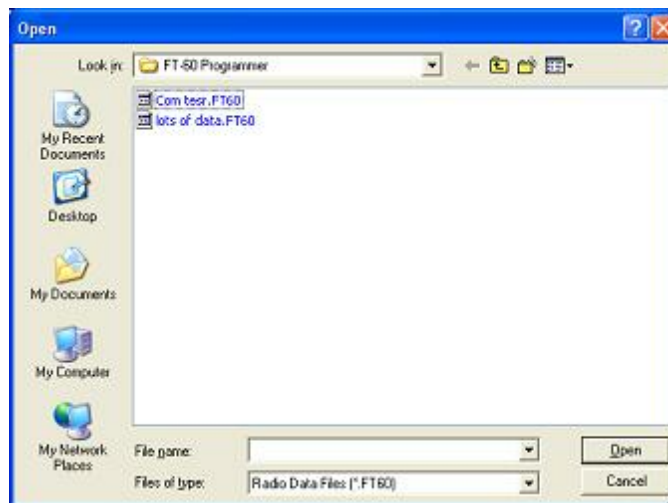 Open
Look in: FT-60 Programmer
Com tesr.FT60
lots of data.FT60
My Recent
Documents
Desktop
My Documents
My Computer
My Network
Places
File name:
Open
Files of type: Radio Data Files (*.FT60)
Cancel